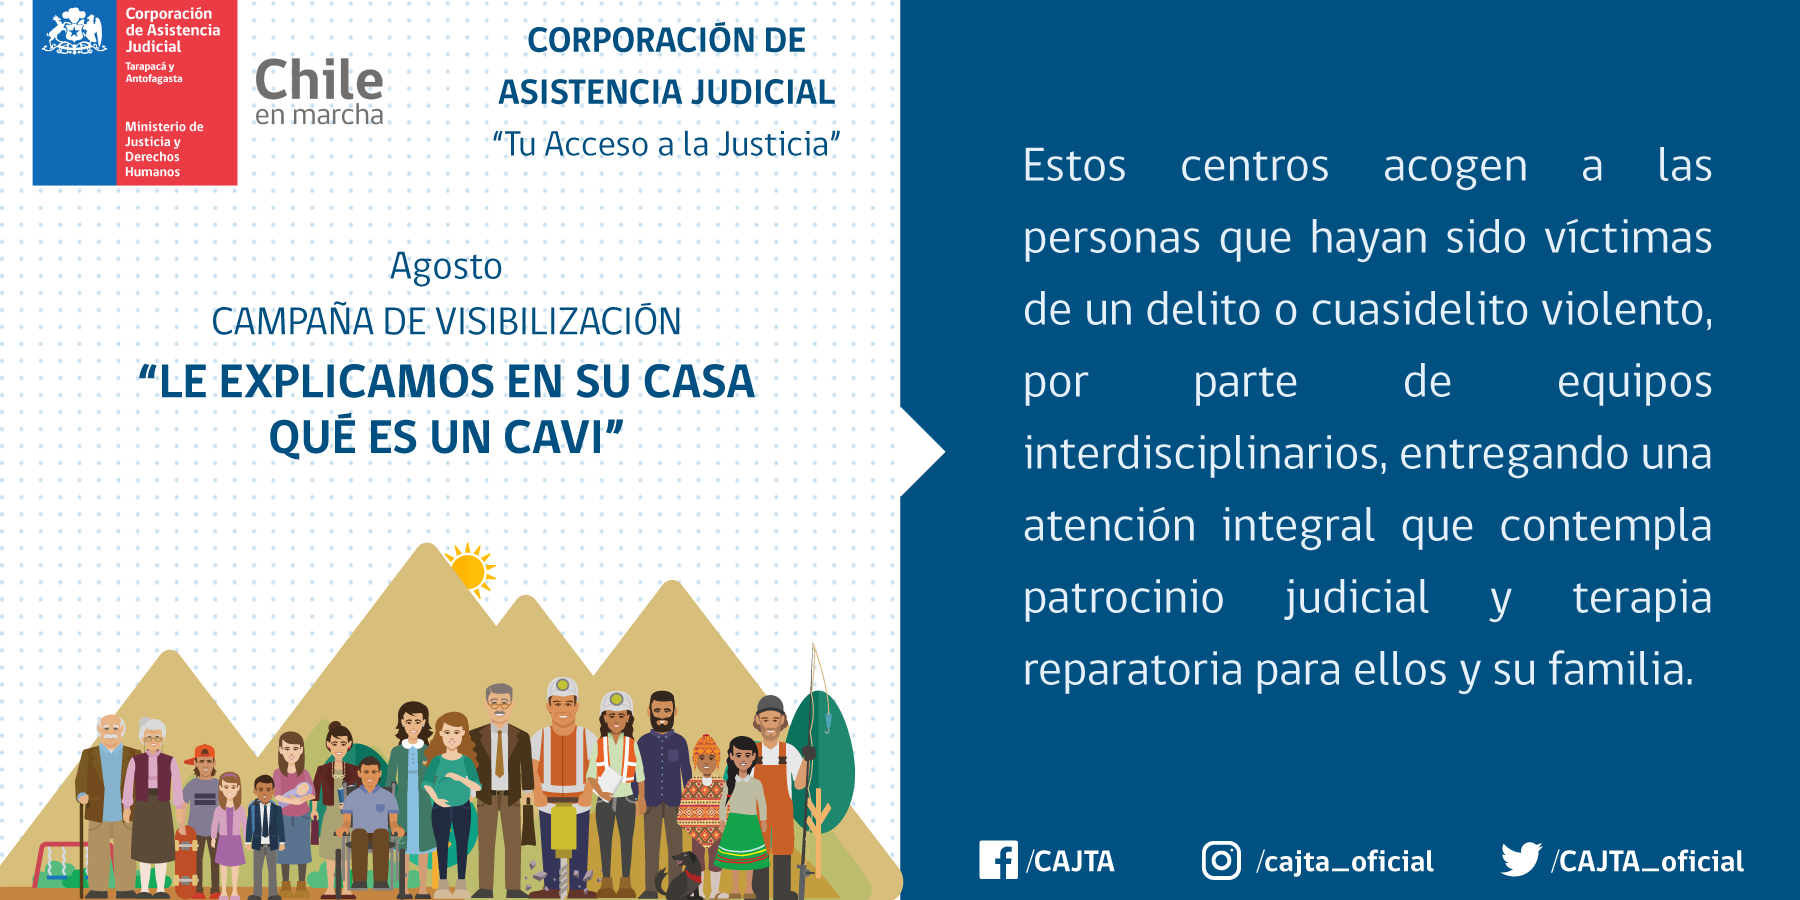 Corporación
de Asistencia
Judicial
Tarapacá y
Antofagasta
Ministerio de
Justicia y
Derechos
Humanos
Chile
en marcha
CORPORACIÓN DE
ASISTENCIA JUDICIAL
“Tu Acceso a la Justicia”
Agosto
CAMPAÑA DE VISIBILIZACIÓN
“LE EXPLICAMOS EN SU CASA
QUÉ ES UN CAVI”
Estos centros acogen a las
personas que hayan sido víctimas
de un delito o cuasidelito violento,
por parte de equipos
interdisciplinarios, entregando una
atención integral que contempla
patrocinio judicial y terapia
reparatoria para ellos y su familia.
/CAJTA
/cajta_oficial
/CAJTA_oficial